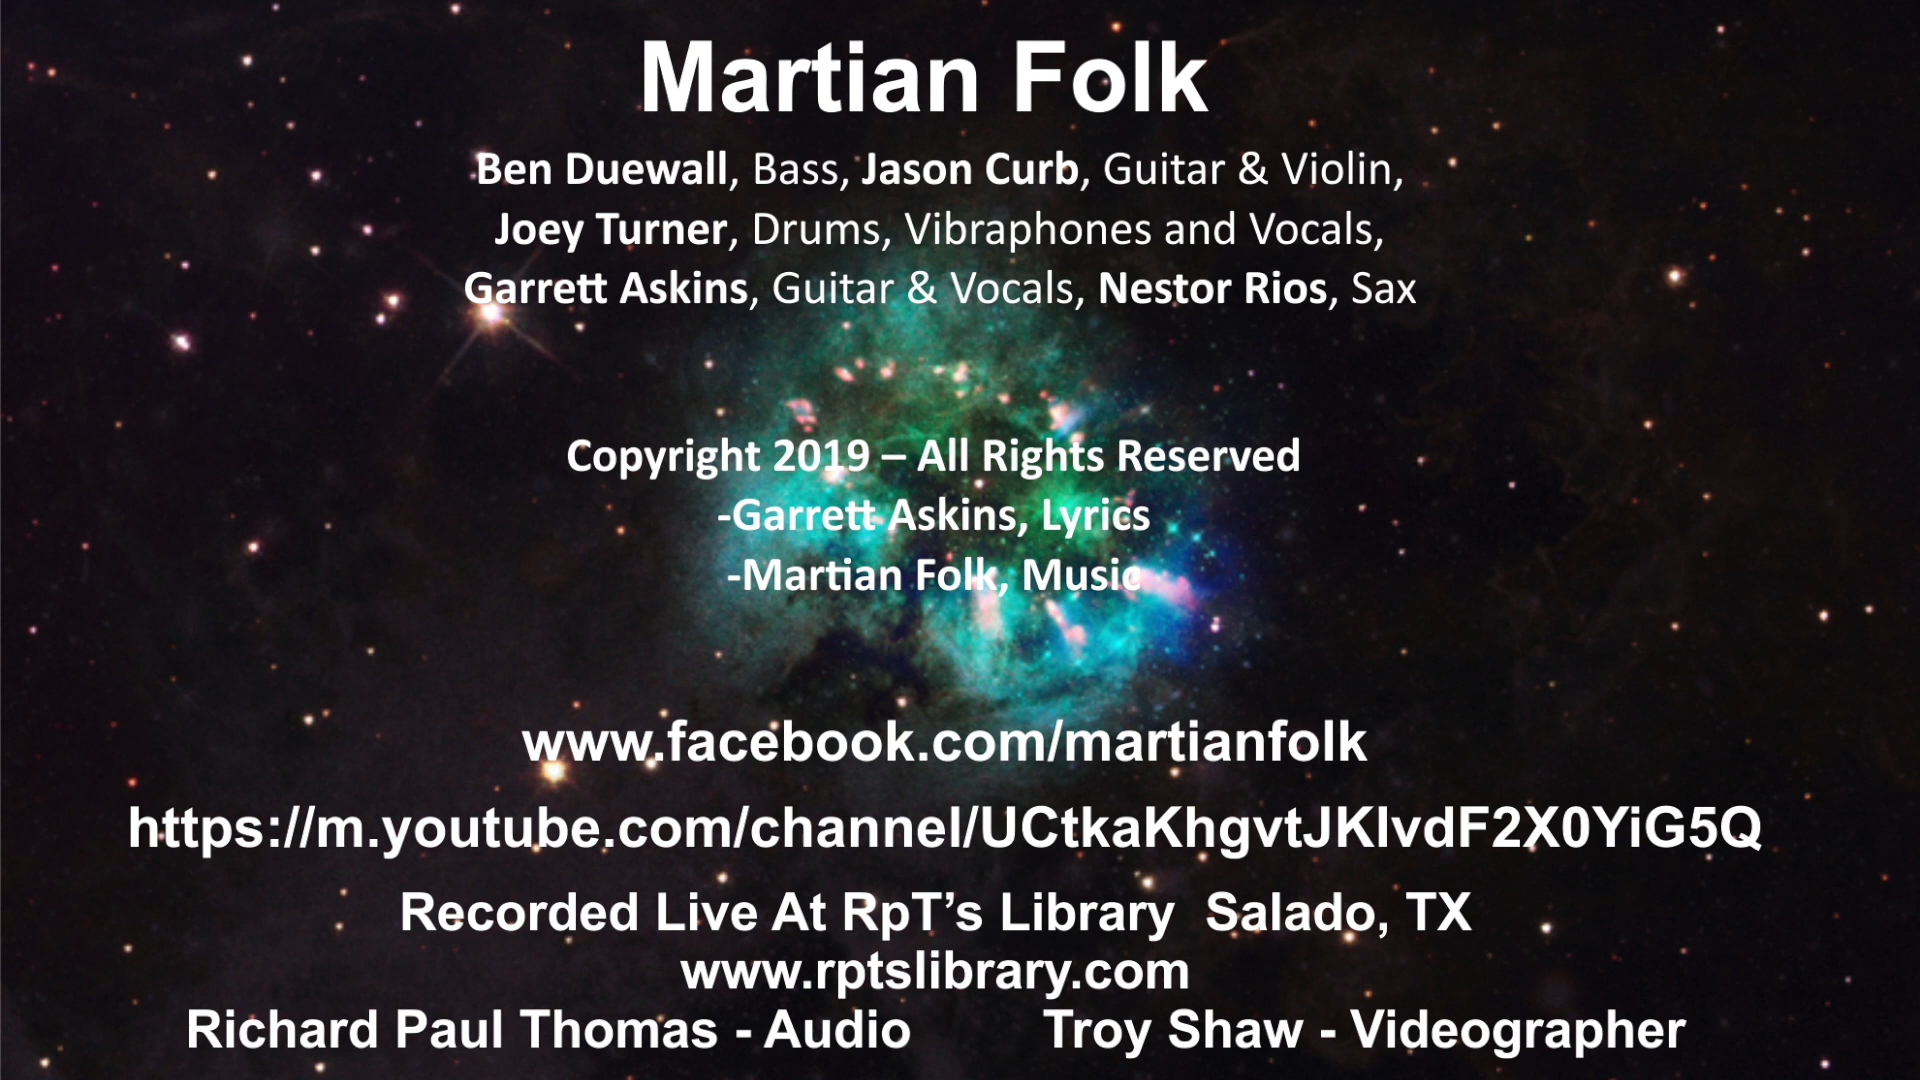 Martian Folk
Ben Duewall, Bass, Jason Curb, Guitar & Violin,
Joey Turner, Drums, Vibraphones and Vocals,
Garrett Askins, Guitar & Vocals, Nestor Rios, Sax
Copyright 2019 – All Rights Reserved
-Garrett Askins, Lyrics
-Martian Folk, Music
www.facebook.com/martianfolk
https://m.youtube.com/channel/UCtkaKhgvtJKIvdF2X0YiG5Q
Recorded Live At RpT’s Library  Salado, TX
www.rptslibrary.com
Richard Paul Thomas - Audio Troy Shaw - Videographer